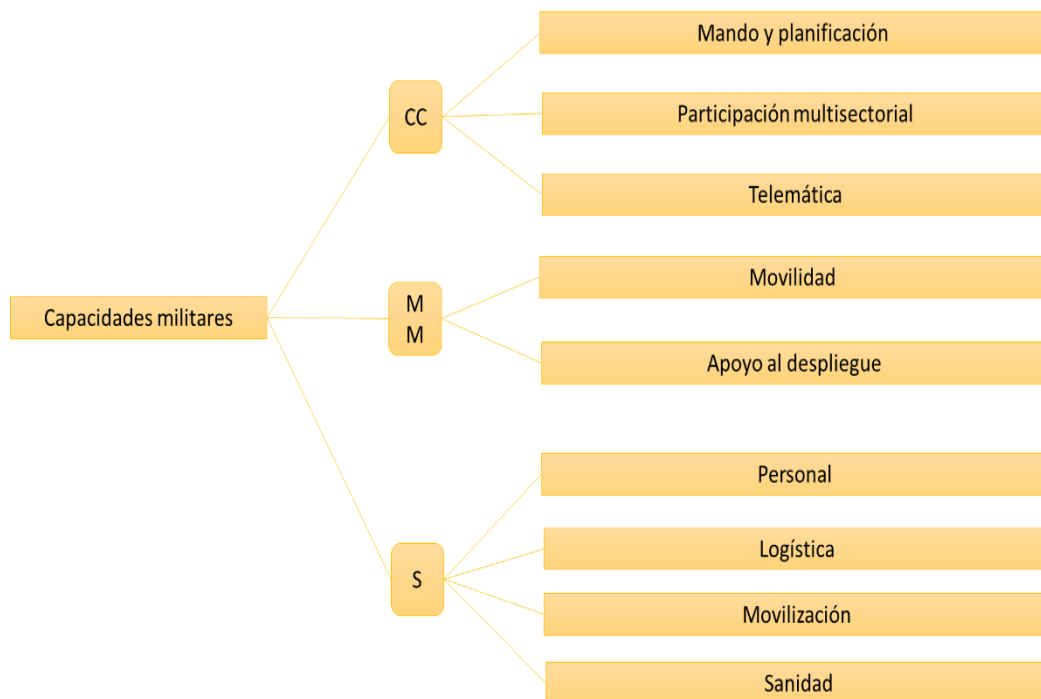 Capacidades militares
CC
Mando y planificación
Participación multisectorial
Telemática
M
M
Movilidad
Apoyo al despliegue
S
Personal
Logística
Movilización
Sanidad